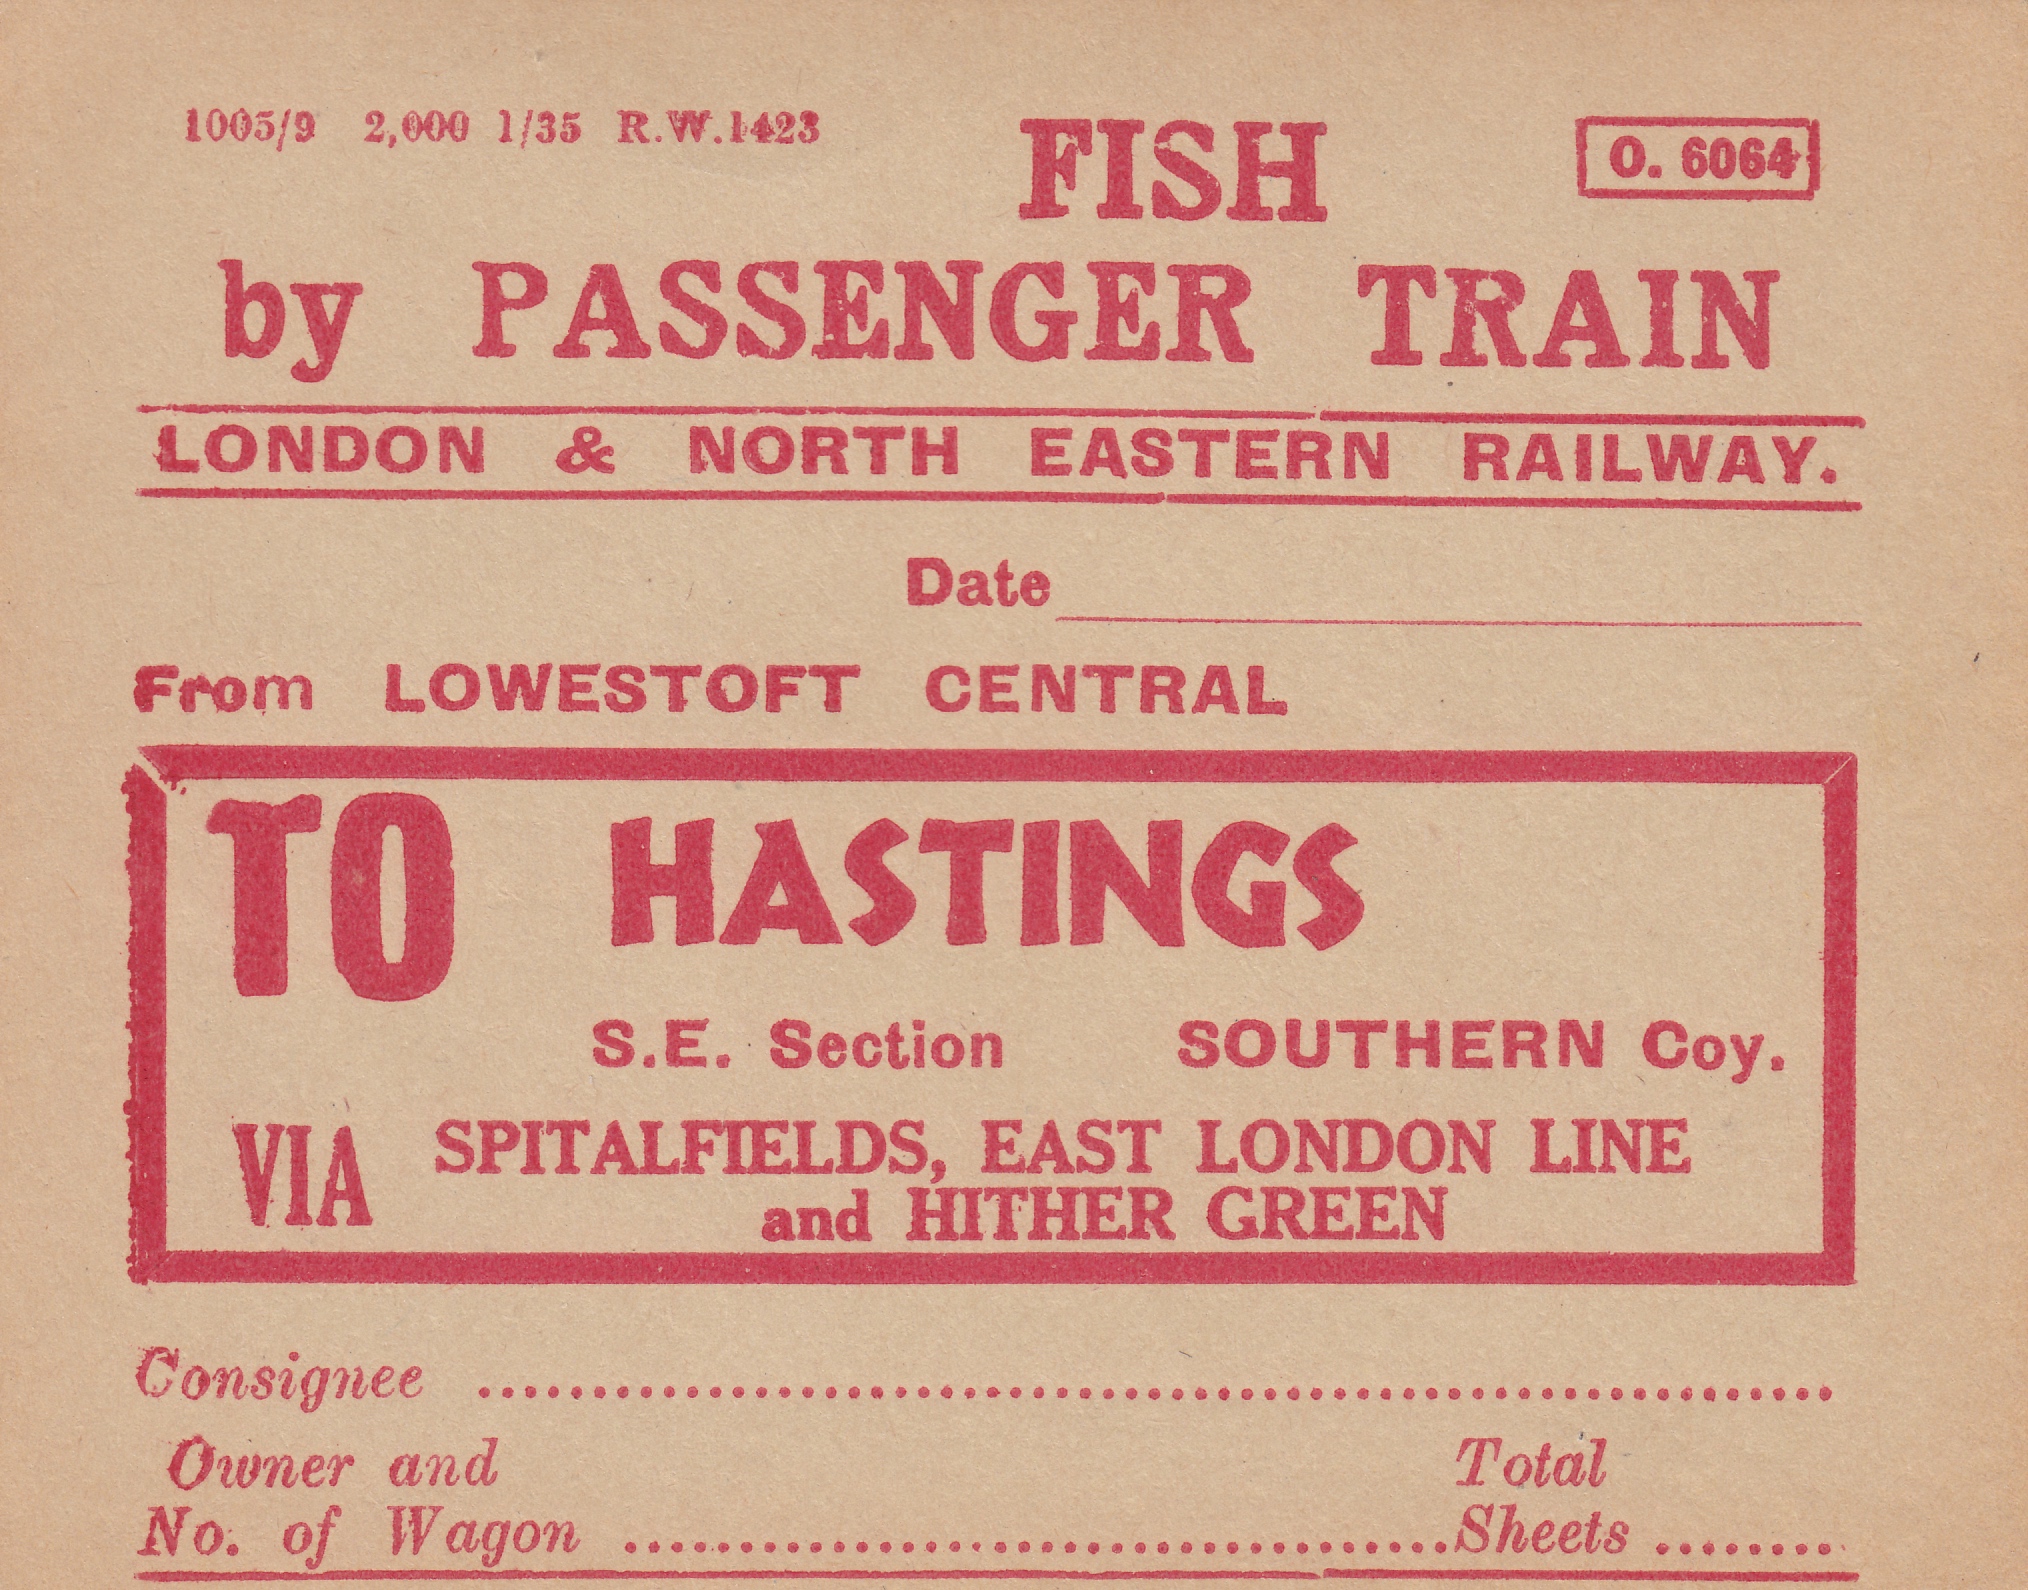 1005/9 2,000 1/35 R.W.1423
FISH
O. 6064
by PASSENGER TRAIN
LONDON & NORTH EASTERN RAILWAY.
Date
From LOWESTOFT CENTRAL
TO HASTINGS
S.E. Section SOUTHERN Coy.
VIA SPITALFIELDS, EAST LONDON LINE
and HITHER GREEN
Consignee ..........
Owner and
No. of Wagon ..........
Total
Sheets ........